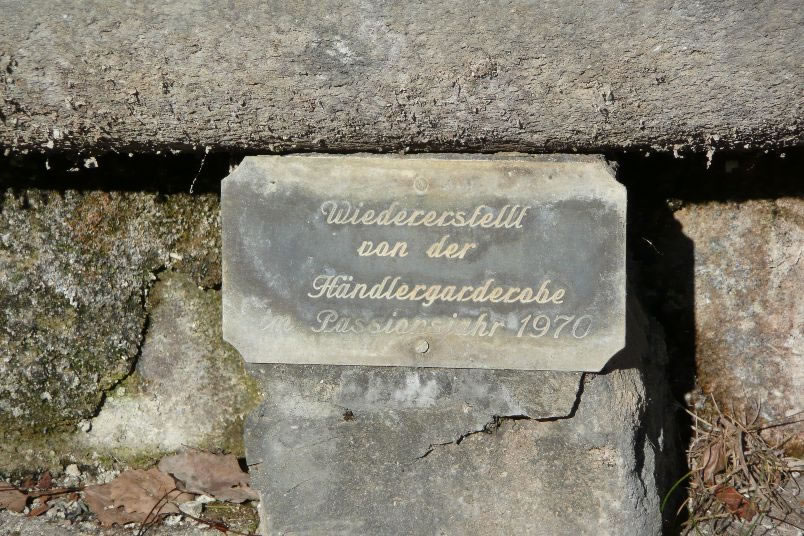 Wiedererstellt
von der
Händlergarderobe
im Passionsjahr 1970